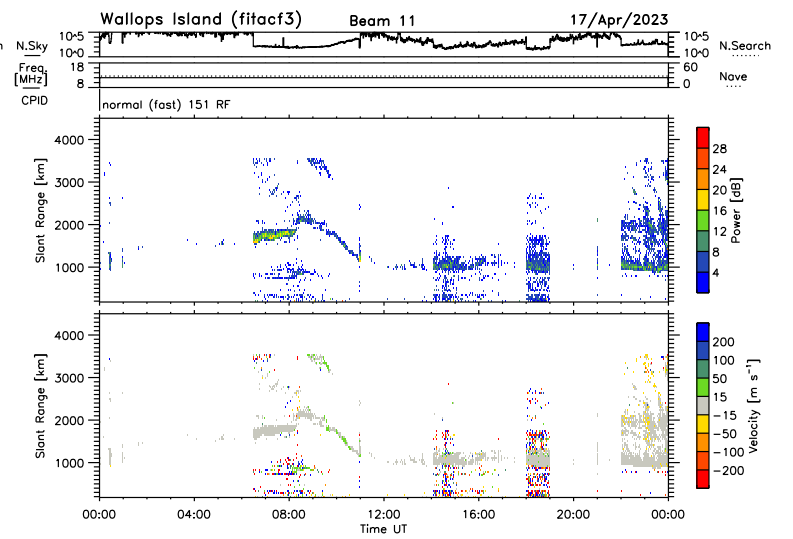 Wallops Island (fitacf3) Beam 11 17/Apr/2023
n N.Sky 10^5 10^0 10^5 10^0 N.Search
Freq. [MHz] 18 8 60 0 Nave
CPID normal (fast) 151 RF
Slant Range [km] 4000 3000 2000 1000
28 24 20 16 12 8 4 Power [dB]
Slant Range [km] 4000 3000 2000 1000
200 100 50 15 -15 -50 -100 -200 Velocity [m s⁻¹]
00:00 04:00 08:00 12:00 16:00 20:00 00:00
Time UT